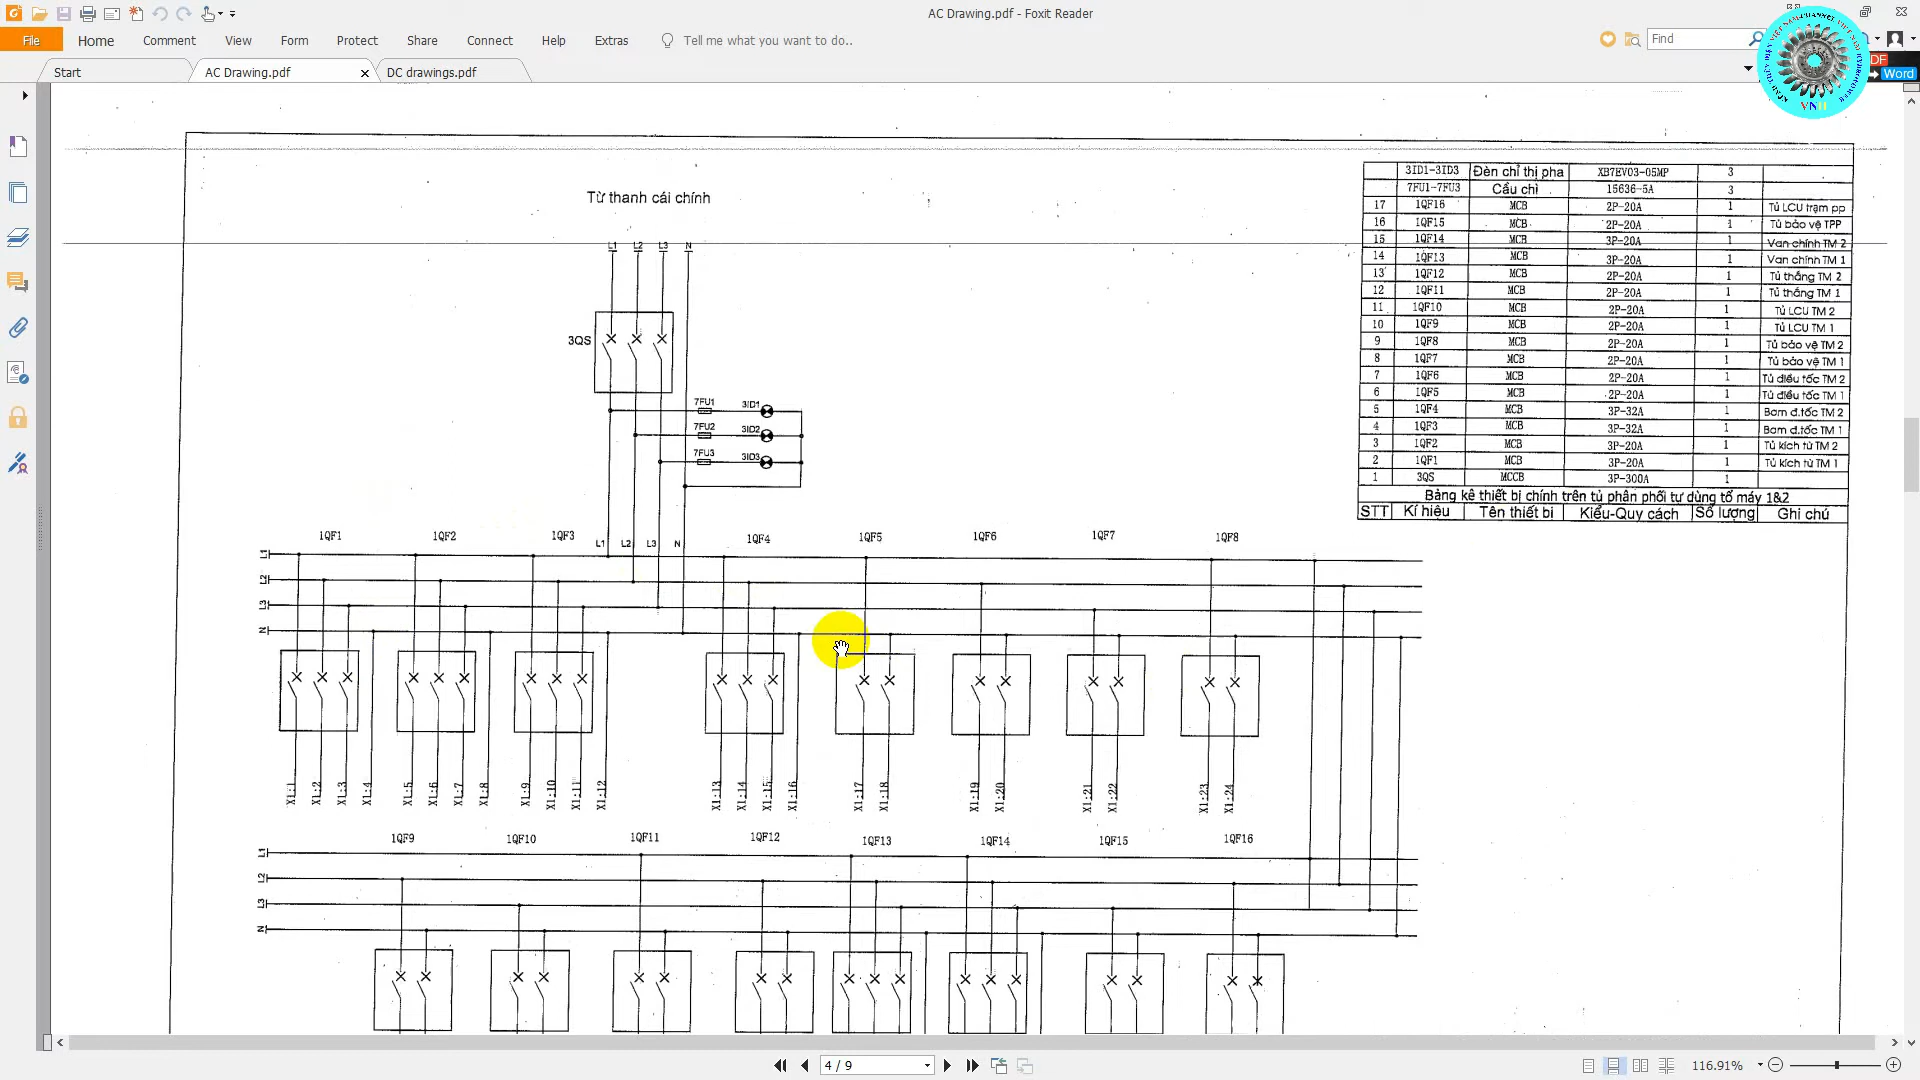 AC Drawing.pdf - Foxit Reader
File Home Comment View Form Protect Share Connect Help Extras Tell me what you want to do.. Find
Start AC Drawing.pdf DC drawings.pdf
Word
VNH
Từ thanh cái chính
L1 L2 L3 N
3QS
7FU1 3ID1
7FU2 3ID2
7FU3 3ID3
3ID1-3ID3 Đèn chỉ thị pha XB7EV03-05MP 3
7FU1-7FU3 Cầu chì 15636-5A 3
17 1QF16 MCB 2P-20A 1 Tủ LCU trạm pp
16 1QF15 MCB 2P-20A 1 Tủ bảo vệ TPP
15 1QF14 MCB 3P-20A 1 Van chính TM 2
14 1QF13 MCB 3P-20A 1 Van chính TM 1
13 1QF12 MCB 2P-20A 1 Tủ thắng TM 2
12 1QF11 MCB 2P-20A 1 Tủ thắng TM 1
11 1QF10 MCB 2P-20A 1 Tủ LCU TM 2
10 1QF9 MCB 2P-20A 1 Tủ LCU TM 1
9 1QF8 MCB 2P-20A 1 Tủ bảo vệ TM 2
8 1QF7 MCB 2P-20A 1 Tủ bảo vệ TM 1
7 1QF6 MCB 2P-20A 1 Tủ điều tốc TM 2
6 1QF5 MCB 2P-20A 1 Tủ điều tốc TM 1
5 1QF4 MCB 3P-32A 1 Bơm đ.tốc TM 2
4 1QF3 MCB 3P-32A 1 Bơm đ.tốc TM 1
3 1QF2 MCB 3P-20A 1 Tủ kích từ TM 2
2 1QF1 MCB 3P-20A 1 Tủ kích từ TM 1
1 3QS MCCB 3P-300A 1
Bảng kê thiết bị chính trên tủ phân phối tự dùng tổ máy 1&2
STT Kí hiệu Tên thiết bị Kiểu-Quy cách Số lượng Ghi chú
1QF1 1QF2 1QF3 L1 L2 L3 N 1QF4 1QF5 1QF6 1QF7 1QF8
L1
L2
L3
N
X1:1 X1:2 X1:3 X1:4 X1:5 X1:6 X1:7 X1:8 X1:9 X1:10 X1:11 X1:12 X1:13 X1:14 X1:15 X1:16 X1:17 X1:18 X1:19 X1:20 X1:21 X1:22 X1:23 X1:24
1QF9 1QF10 1QF11 1QF12 1QF13 1QF14 1QF15 1QF16
L1
L2
L3
N
4 / 9
116.91%